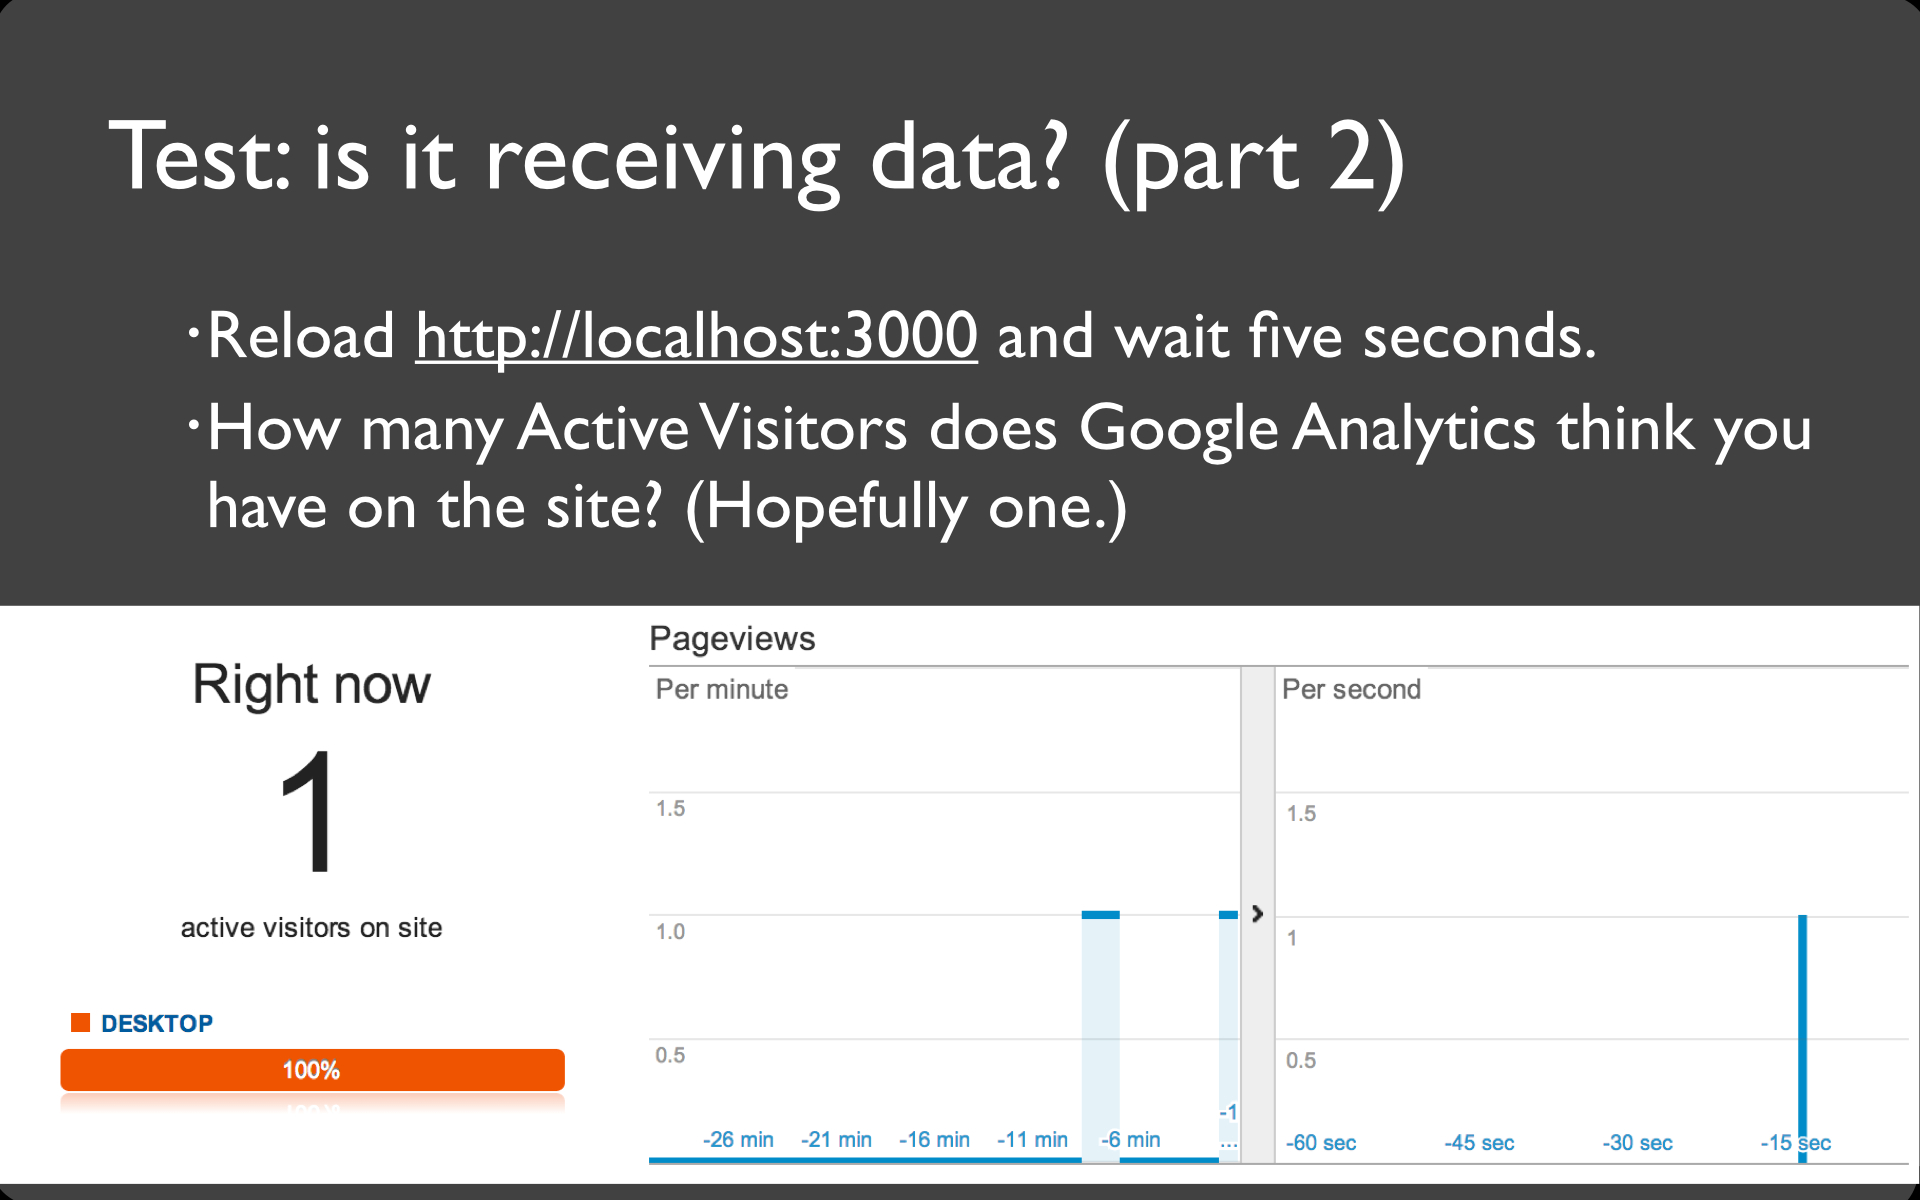 Test: is it receiving data? (part 2)
·Reload http://localhost:3000 and wait five seconds.
·How many Active Visitors does Google Analytics think you
have on the site? (Hopefully one.)
Right now
1
active visitors on site
DESKTOP
100%
Pageviews
Per minute
1.5
1.0
0.5
-26 min -21 min -16 min -11 min -6 min -1 ...
Per second
1.5
1
0.5
-60 sec -45 sec -30 sec -15 sec